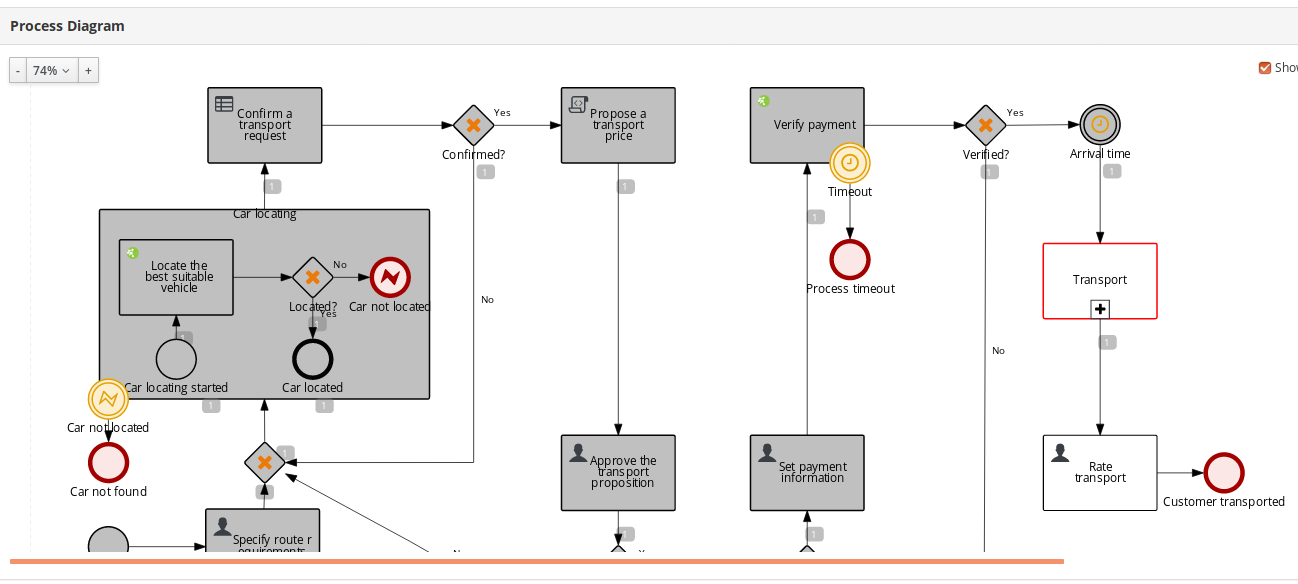 Process Diagram
-
74%
+
Show
Confirm a
transport
request
Yes
Confirmed?
1
Propose a
transport
price
Verify payment
Yes
Verified?
1
Arrival time
1
1
1
Timeout
1
Car locating
Locate the
best suitable
vehicle
No
Located?
Car not located
Yes
1
1
Car locating started
Car located
1
1
No
Process timeout
Transport
1
No
Car not located
Car not found
1
1
Approve the
transport
proposition
Set payment
information
Rate
transport
Customer transported
Specify route r
equirements
1
1